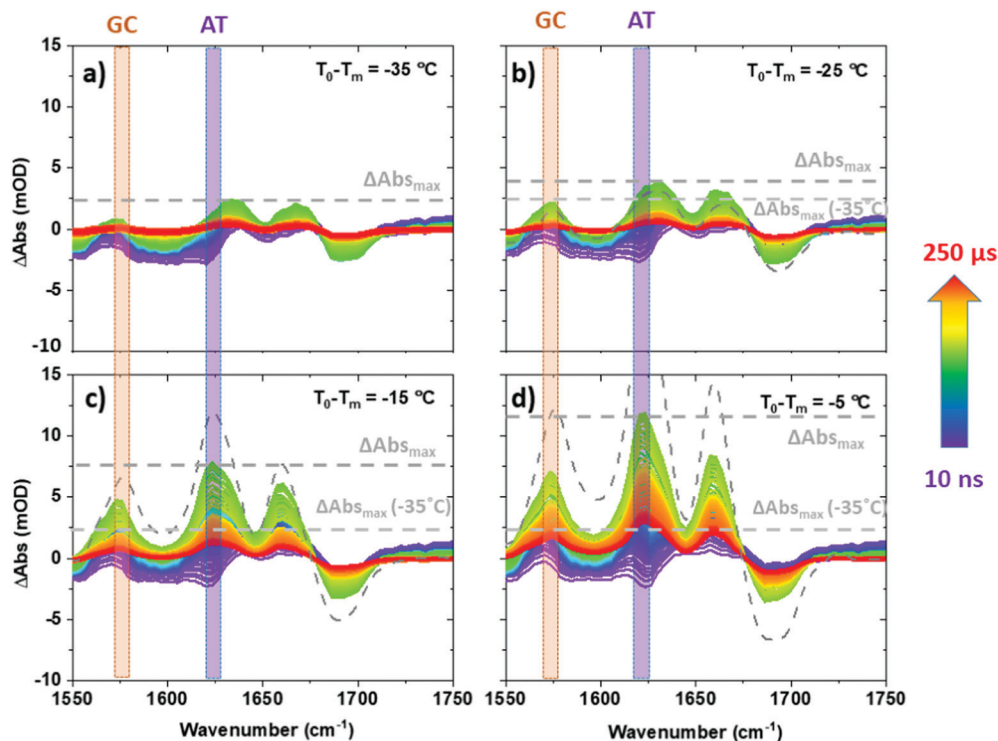 GC AT GC AT
15 a) T₀-Tₘ = -35 ºC 15 b) T₀-Tₘ = -25 ºC
10
5
0
-5
-10
ΔAbs (mOD)
ΔAbsₘₐₓ
ΔAbsₘₐₓ
ΔAbsₘₐₓ (-35˚C)
250 µs
10 ns
c) T₀-Tₘ = -15 ºC d) T₀-Tₘ = -5 ºC
15
10
5
0
-5
-10
ΔAbs (mOD)
ΔAbsₘₐₓ
ΔAbsₘₐₓ (-35˚C)
ΔAbsₘₐₓ
ΔAbsₘₐₓ (-35˚C)
1550 1600 1650 1700 1750 1550 1600 1650 1700 1750
Wavenumber (cm⁻¹) Wavenumber (cm⁻¹)